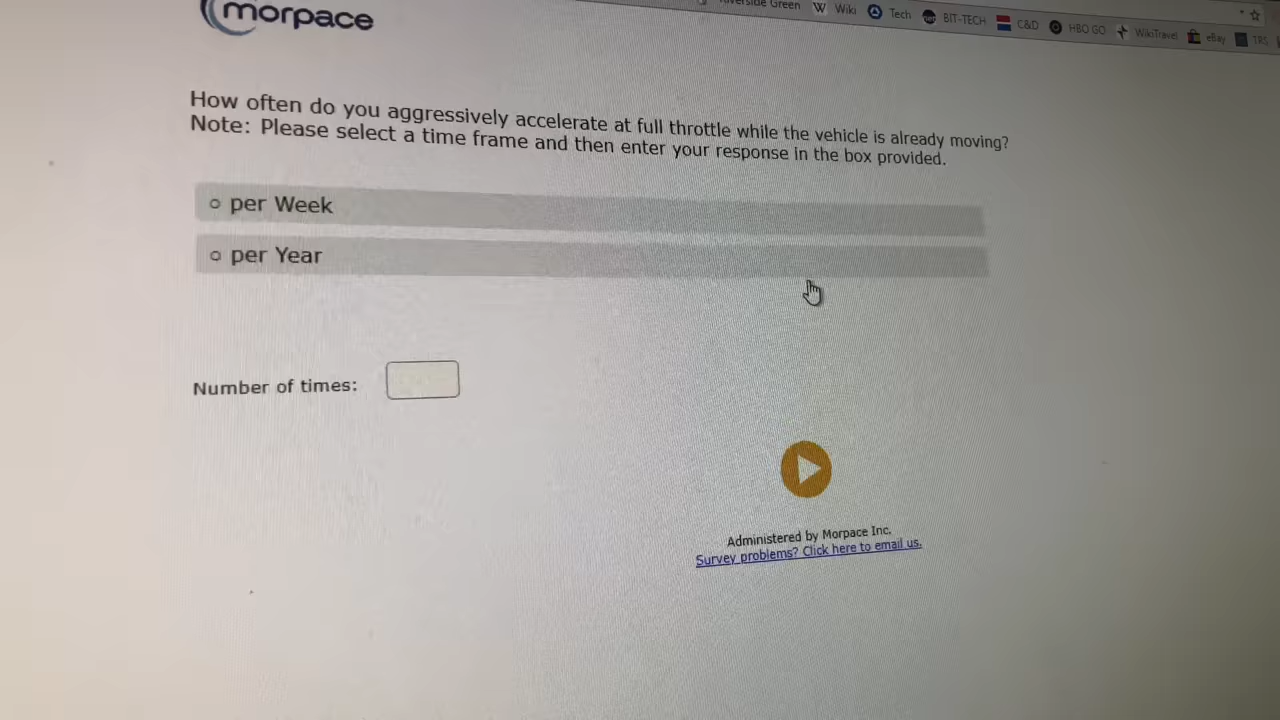 morpace
Green Wiki Tech BIT-TECH C&D HBO GO WikiTravel eBay
How often do you aggressively accelerate at full throttle while the vehicle is already moving?
Note: Please select a time frame and then enter your response in the box provided.
per Week
per Year
Number of times:
Administered by Morpace Inc.
Survey problems? Click here to email us.